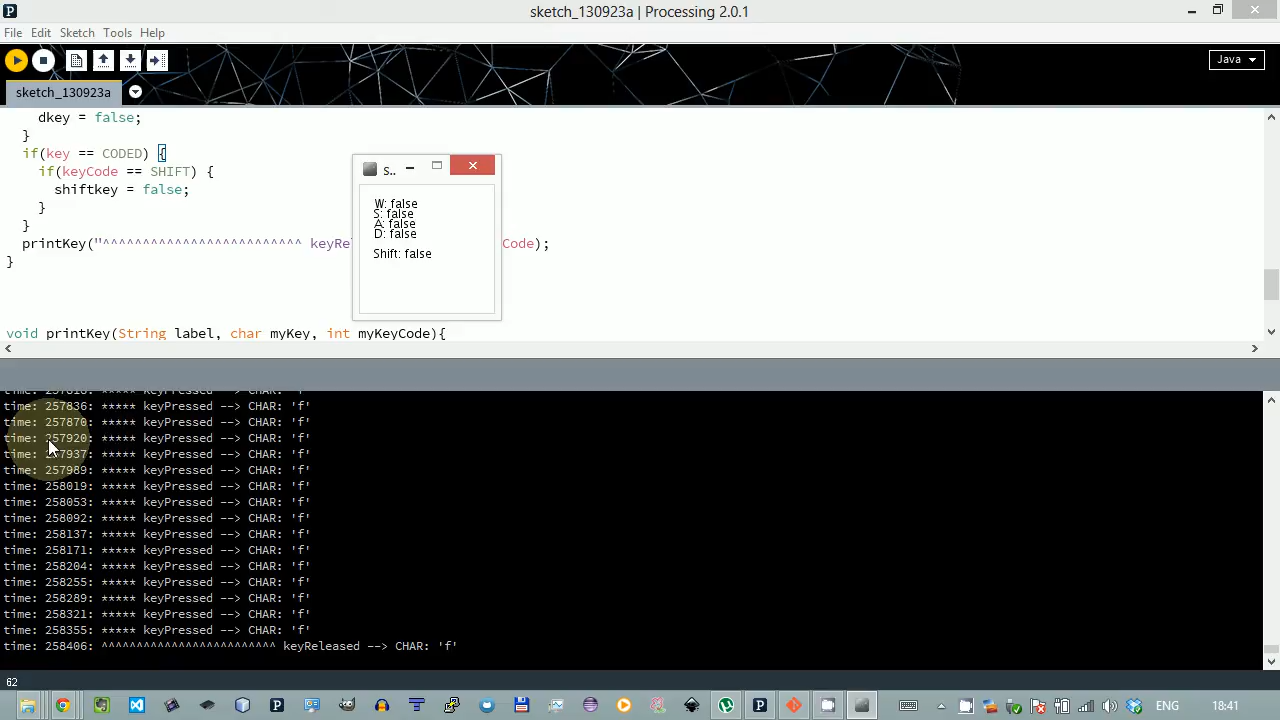 sketch_130923a | Processing 2.0.1
File Edit Sketch Tools Help
Java
sketch_130923a
dkey = false;
}
if(key == CODED) {
if(keyCode == SHIFT) {
shiftkey = false;
}
}
printKey("^^^^^^^^^^^^^^^^^^^^^^^^^ keyRe Code);
}
void printKey(String label, char myKey, int myKeyCode){
S..
W: false
S: false
A: false
D: false
Shift: false
time: 257836: ***** keyPressed --> CHAR: 'f'
time: 257870: ***** keyPressed --> CHAR: 'f'
time: 257920: ***** keyPressed --> CHAR: 'f'
time: 257937: ***** keyPressed --> CHAR: 'f'
time: 257989: ***** keyPressed --> CHAR: 'f'
time: 258019: ***** keyPressed --> CHAR: 'f'
time: 258053: ***** keyPressed --> CHAR: 'f'
time: 258092: ***** keyPressed --> CHAR: 'f'
time: 258137: ***** keyPressed --> CHAR: 'f'
time: 258171: ***** keyPressed --> CHAR: 'f'
time: 258204: ***** keyPressed --> CHAR: 'f'
time: 258255: ***** keyPressed --> CHAR: 'f'
time: 258289: ***** keyPressed --> CHAR: 'f'
time: 258321: ***** keyPressed --> CHAR: 'f'
time: 258355: ***** keyPressed --> CHAR: 'f'
time: 258406: ^^^^^^^^^^^^^^^^^^^^^^^^^ keyReleased --> CHAR: 'f'
62
ENG 18:41